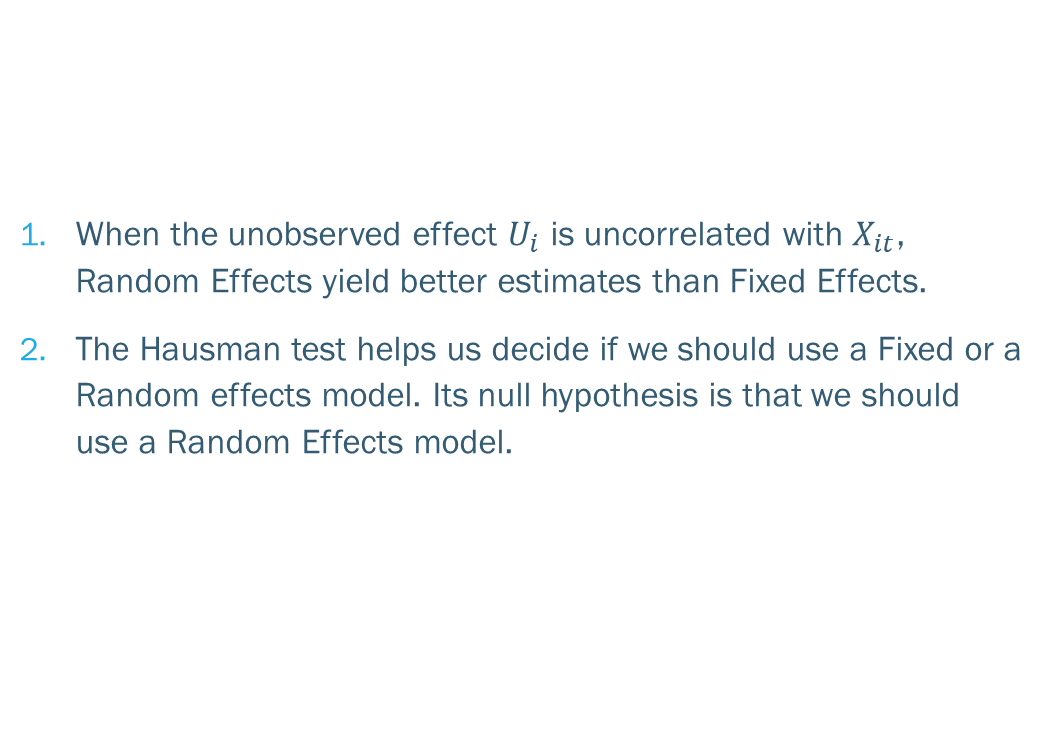 1. When the unobserved effect 𝑈ᵢ is uncorrelated with 𝑋ᵢₜ,
Random Effects yield better estimates than Fixed Effects.
2. The Hausman test helps us decide if we should use a Fixed or a
Random effects model. Its null hypothesis is that we should
use a Random Effects model.